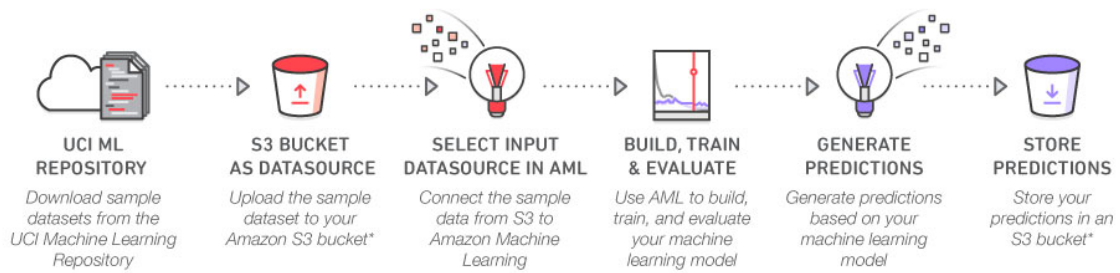 UCI ML
REPOSITORY
Download sample
datasets from the
UCI Machine Learning
Repository
S3 BUCKET
AS DATASOURCE
Upload the sample
dataset to your
Amazon S3 bucket*
SELECT INPUT
DATASOURCE IN AML
Connect the sample
data from S3 to
Amazon Machine
Learning
BUILD, TRAIN
& EVALUATE
Use AML to build,
train, and evaluate
your machine
learning model
GENERATE
PREDICTIONS
Generate predictions
based on your
machine learning
model
STORE
PREDICTIONS
Store your
predictions in an
S3 bucket*